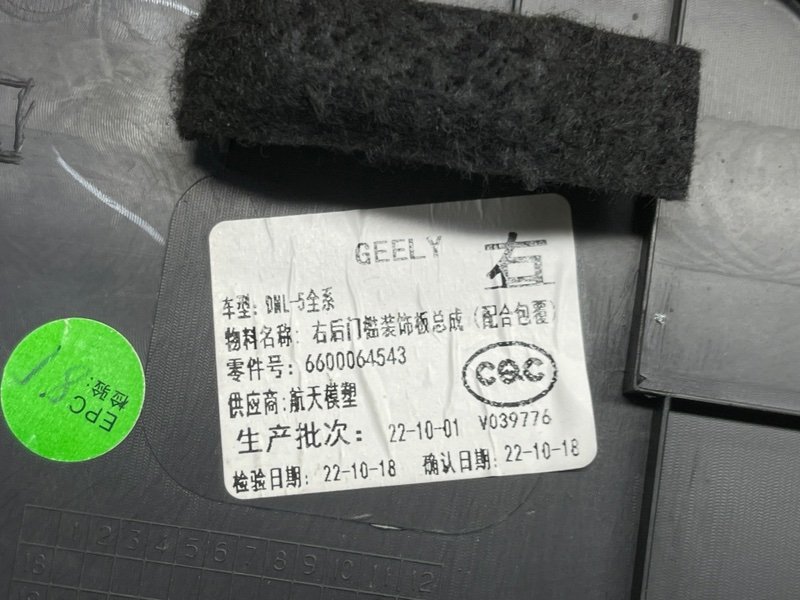 GEELY 右
车型: DNL-5全系
物料名称: 右后门槛装饰板总成(配合包覆)
零件号: 6600064543
CQC
供应商:航天模塑
生产批次: 22-10-01 V039776
检验日期: 22-10-18 确认日期: 22-10-18
EPC
检验:
1 2 3 4 5 6 7 8 9 10 11 12
18